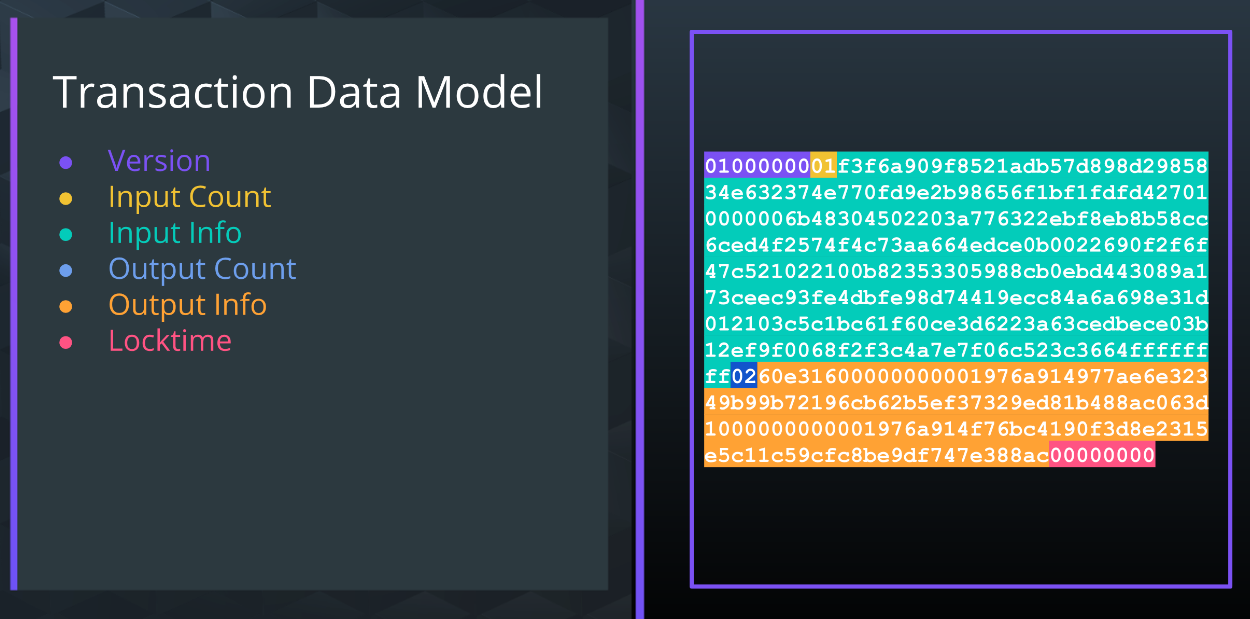 Transaction Data Model
Version
Input Count
Input Info
Output Count
Output Info
Locktime
0100000001f3f6a909f8521adb57d898d29858
34e632374e770fd9e2b98656f1bf1fdfd42701
0000006b48304502203a776322ebf8eb8b58cc
6ced4f2574f4c73aa664edce0b0022690f2f6f
47c521022100b82353305988cb0ebd443089a1
73ceec93fe4dbfe98d74419ecc84a6a698e31d
012103c5c1bc61f60ce3d6223a63cedbece03b
12ef9f0068f2f3c4a7e7f06c523c3664ffffff
ff0260e31600000000001976a914977ae6e323
49b99b72196cb62b5ef37329ed81b488ac063d
1000000000001976a914f76bc4190f3d8e2315
e5c11c59cfc8be9df747e388ac00000000